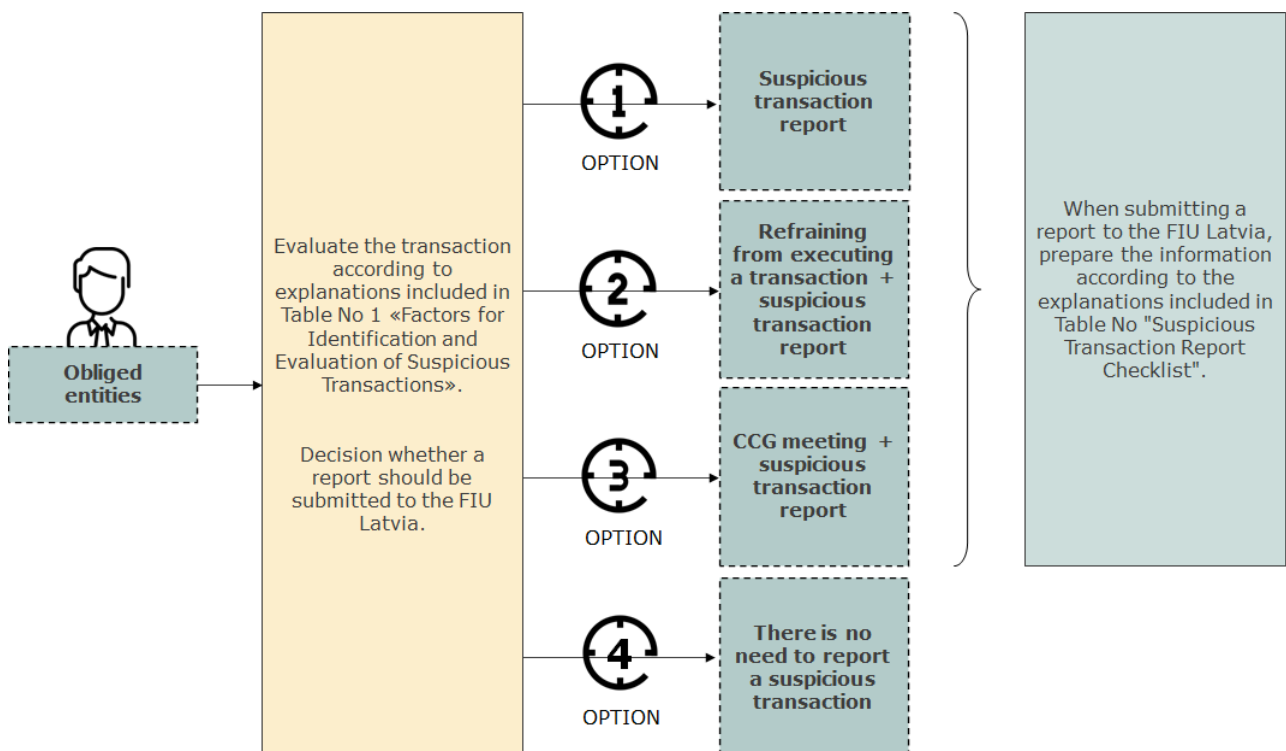 Obliged
entities
Evaluate the transaction
according to
explanations included in
Table No 1 «Factors for
Identification and
Evaluation of Suspicious
Transactions».
Decision whether a
report should be
submitted to the FIU
Latvia.
1
OPTION
Suspicious
transaction
report
2
OPTION
Refraining
from executing
a transaction +
suspicious
transaction
report
3
OPTION
CCG meeting +
suspicious
transaction
report
4
OPTION
There is no
need to report
a suspicious
transaction
When submitting a
report to the FIU Latvia,
prepare the information
according to the
explanations included in
Table No "Suspicious
Transaction Report
Checklist".